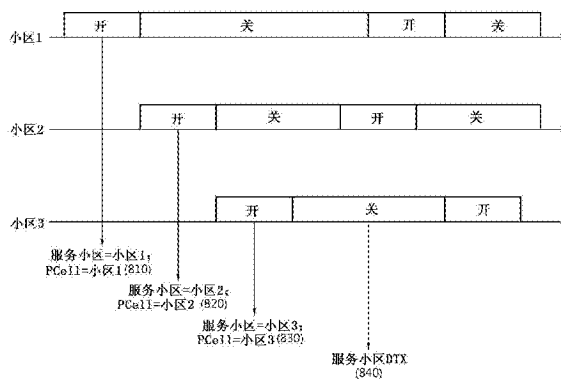 小区1 开 关 开 关
小区2 开 关 开 关
小区3 开 关 开
服务小区=小区1;
PCell=小区1(810)
服务小区=小区2;
PCell=小区2 (820)
服务小区=小区3;
PCell=小区3(830)
服务小区DTX
(840)